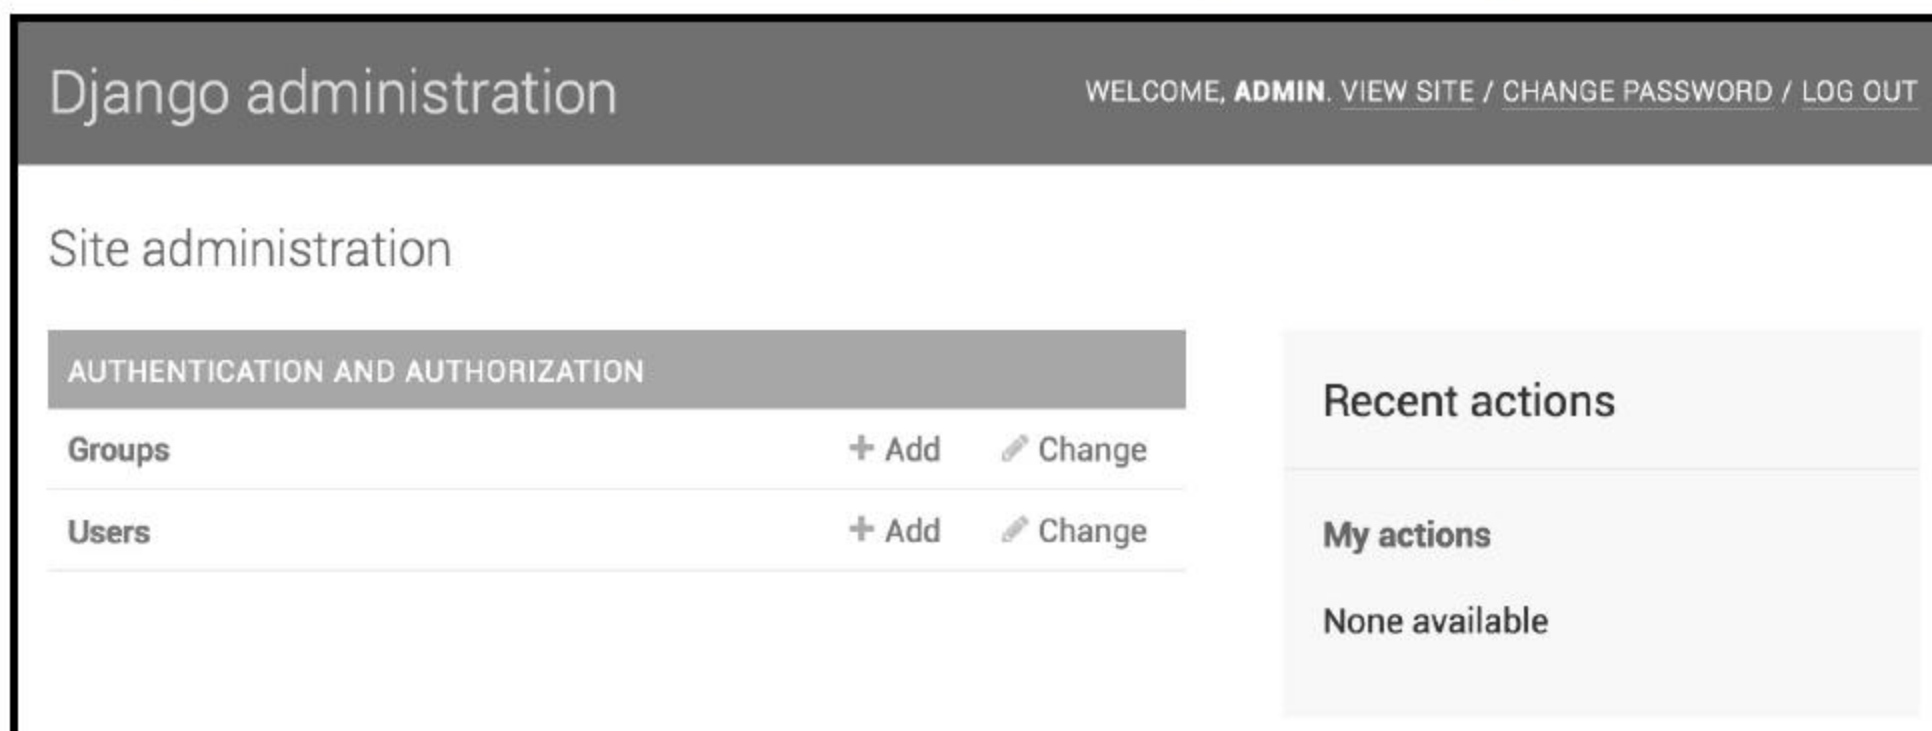 Django administration
WELCOME, ADMIN. VIEW SITE / CHANGE PASSWORD / LOG OUT
Site administration
AUTHENTICATION AND AUTHORIZATION
Groups + Add Change
Users + Add Change
Recent actions
My actions
None available